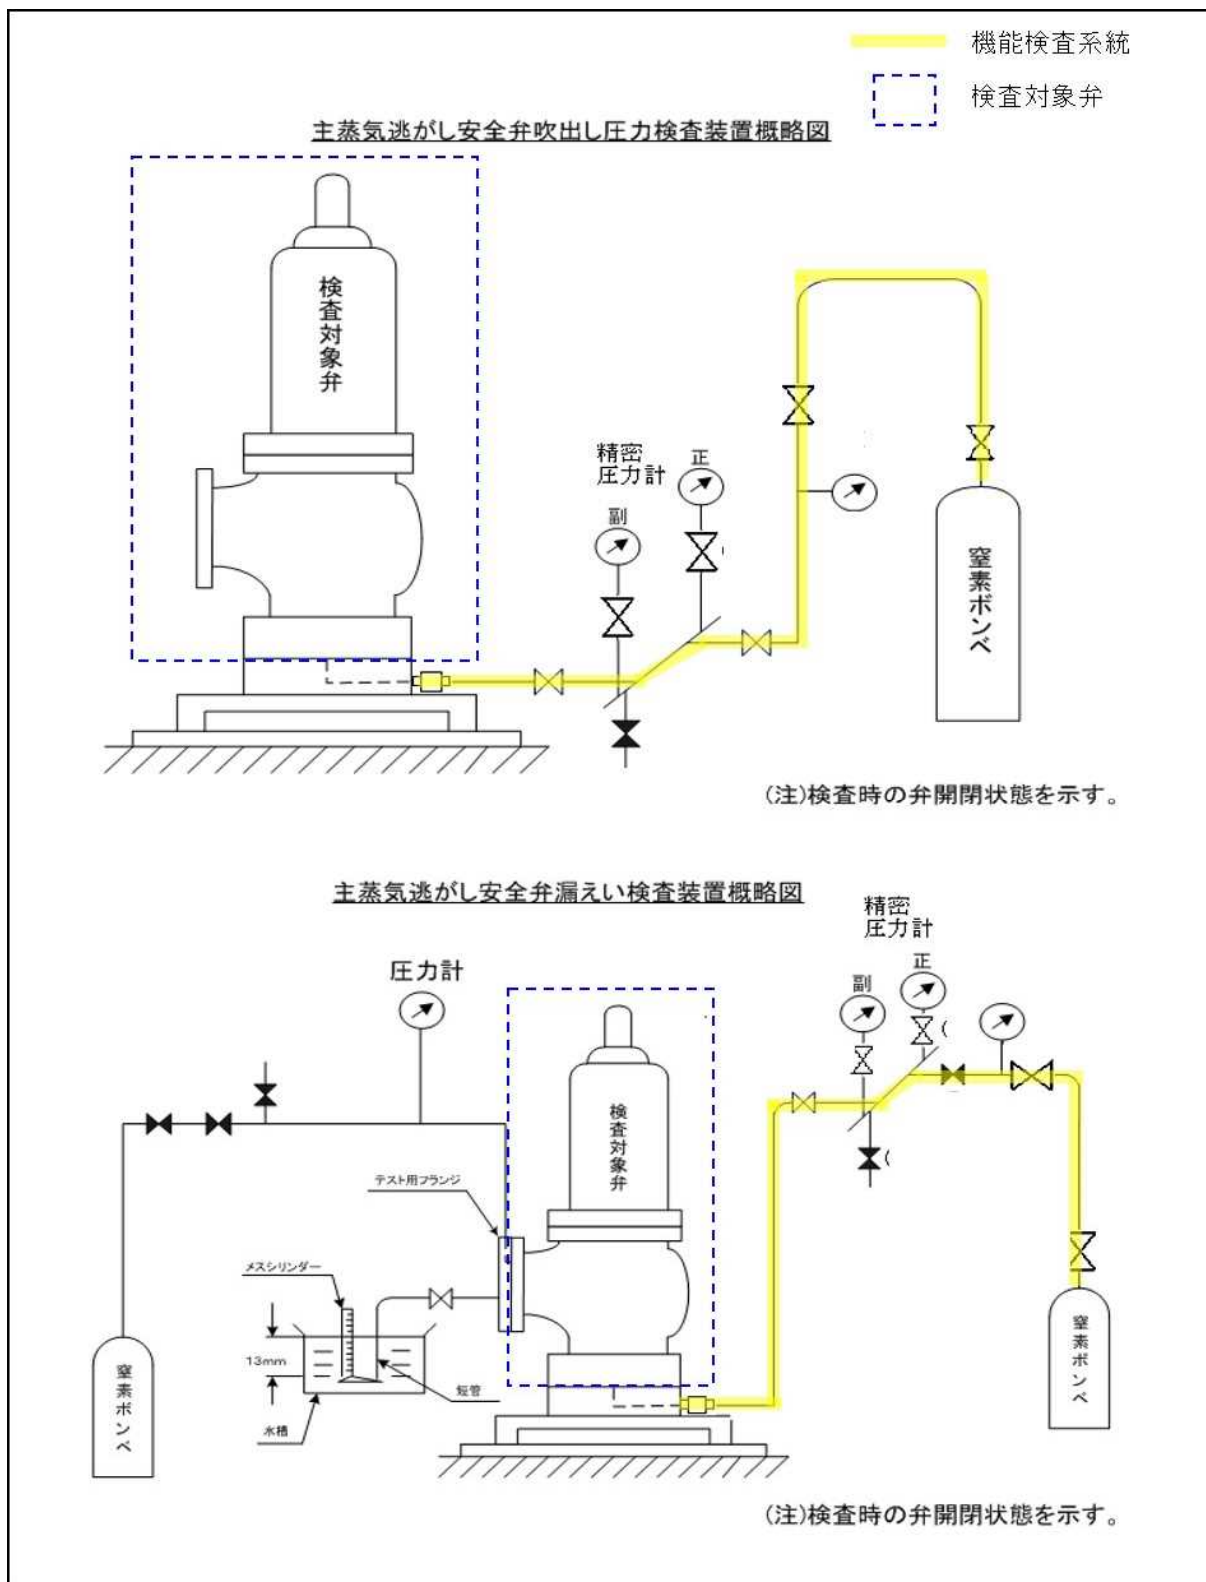 機能検査系統
検査対象弁
主蒸気逃がし安全弁吹出し圧力検査装置概略図
検査対象弁
精密
圧力計
正
副
窒素ボンベ
(注)検査時の弁開閉状態を示す。
主蒸気逃がし安全弁漏えい検査装置概略図
精密
圧力計
正
副
圧力計
検査対象弁
テスト用フランジ
メスシリンダー
13mm
短管
水槽
窒素ボンベ
窒素ボンベ
(注)検査時の弁開閉状態を示す。